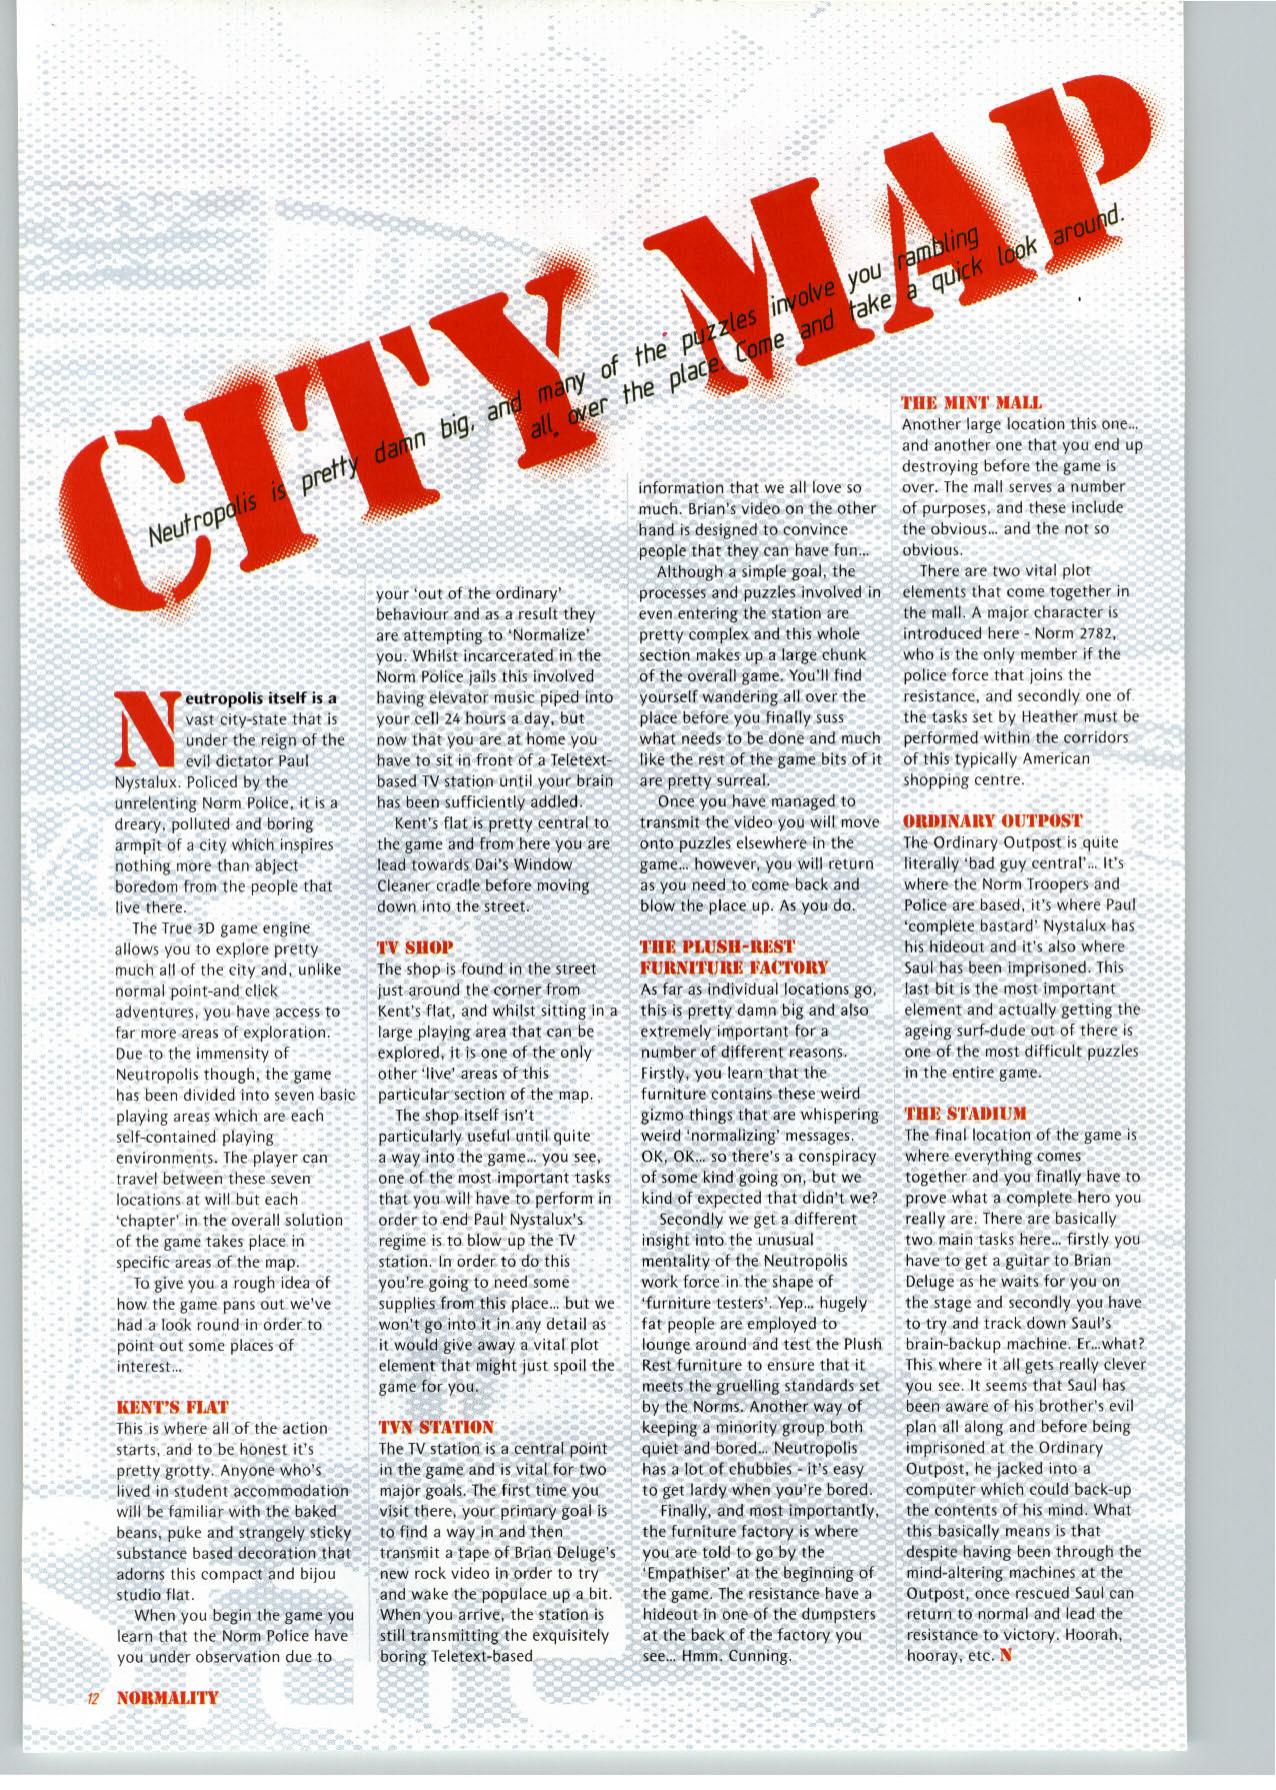 CITY MAP
Neutropolis is pretty damn big, and many of the puzzles involve you rambling
all over the place. Come and take a quick look around.
Neutropolis itself is a
vast city-state that is
under the reign of the
evil dictator Paul
Nystalux. Policed by the
unrelenting Norm Police, it is a
dreary, polluted and boring
armpit of a city which inspires
nothing more than abject
boredom from the people that
live there.
The True 3D game engine
allows you to explore pretty
much all of the city and, unlike
normal point-and click
adventures, you have access to
far more areas of exploration.
Due to the immensity of
Neutropolis though, the game
has been divided into seven basic
playing areas which are each
self-contained playing
environments. The player can
travel between these seven
locations at will but each
'chapter' in the overall solution
of the game takes place in
specific areas of the map.
To give you a rough idea of
how the game pans out we've
had a look round in order to
point out some places of
interest...
KENT'S FLAT
This is where all of the action
starts, and to be honest it's
pretty grotty. Anyone who's
lived in student accommodation
will be familiar with the baked
beans, puke and strangely sticky
substance based decoration that
adorns this compact and bijou
studio flat.
When you begin the game you
learn that the Norm Police have
you under observation due to
your 'out of the ordinary'
behaviour and as a result they
are attempting to 'Normalize'
you. Whilst incarcerated in the
Norm Police jails this involved
having elevator music piped into
your cell 24 hours a day, but
now that you are at home you
have to sit in front of a Teletext-
based TV station until your brain
has been sufficiently addled.
Kent's flat is pretty central to
the game and from here you are
lead towards Dai's Window
Cleaner cradle before moving
down into the street.
TV SHOP
The shop is found in the street
just around the corner from
Kent's flat, and whilst sitting in a
large playing area that can be
explored, it is one of the only
other 'live' areas of this
particular section of the map.
The shop itself isn't
particularly useful until quite
a way into the game... you see,
one of the most important tasks
that you will have to perform in
order to end Paul Nystalux's
regime is to blow up the TV
station. In order to do this
you're going to need some
supplies from this place... but we
won't go into it in any detail as
it would give away a vital plot
element that might just spoil the
game for you.
TVN STATION
The TV station is a central point
in the game and is vital for two
major goals. The first time you
visit there, your primary goal is
to find a way in and then
transmit a tape of Brian Deluge's
new rock video in order to try
and wake the populace up a bit.
When you arrive, the station is
still transmitting the exquisitely
boring Teletext-based
information that we all love so
much. Brian's video on the other
hand is designed to convince
people that they can have fun...
Although a simple goal, the
processes and puzzles involved in
even entering the station are
pretty complex and this whole
section makes up a large chunk
of the overall game. You'll find
yourself wandering all over the
place before you finally suss
what needs to be done and much
like the rest of the game bits of it
are pretty surreal.
Once you have managed to
transmit the video you will move
onto puzzles elsewhere in the
game... however, you will return
as you need to come back and
blow the place up. As you do.
THE PLUSH-REST
FURNITURE FACTORY
As far as individual locations go,
this is pretty damn big and also
extremely important for a
number of different reasons.
Firstly, you learn that the
furniture contains these weird
gizmo things that are whispering
weird 'normalizing' messages.
OK, OK... so there's a conspiracy
of some kind going on, but we
kind of expected that didn't we?
Secondly we get a different
insight into the unusual
mentality of the Neutropolis
work force in the shape of
'furniture testers'. Yep... hugely
fat people are employed to
lounge around and test the Plush
Rest furniture to ensure that it
meets the gruelling standards set
by the Norms. Another way of
keeping a minority group both
quiet and bored... Neutropolis
has a lot of chubbies - it's easy
to get lardy when you're bored.
Finally, and most importantly,
the furniture factory is where
you are told to go by the
'Empathiser' at the beginning of
the game. The resistance have a
hideout in one of the dumpsters
at the back of the factory you
see... Hmm. Cunning.
THE MINT MALL
Another large location this one...
and another one that you end up
destroying before the game is
over. The mall serves a number
of purposes, and these include
the obvious... and the not so
obvious.
There are two vital plot
elements that come together in
the mall. A major character is
introduced here - Norm 2782,
who is the only member if the
police force that joins the
resistance, and secondly one of
the tasks set by Heather must be
performed within the corridors
of this typically American
shopping centre.
ORDINARY OUTPOST
The Ordinary Outpost is quite
literally 'bad guy central'... It's
where the Norm Troopers and
Police are based, it's where Paul
'complete bastard' Nystalux has
his hideout and it's also where
Saul has been imprisoned. This
last bit is the most important
element and actually getting the
ageing surf-dude out of there is
one of the most difficult puzzles
in the entire game.
THE STADIUM
The final location of the game is
where everything comes
together and you finally have to
prove what a complete hero you
really are. There are basically
two main tasks here... firstly you
have to get a guitar to Brian
Deluge as he waits for you on
the stage and secondly you have
to try and track down Saul's
brain-backup machine. Er...what?
This where it all gets really clever
you see. It seems that Saul has
been aware of his brother's evil
plan all along and before being
imprisoned at the Ordinary
Outpost, he jacked into a
computer which could back-up
the contents of his mind. What
this basically means is that
despite having been through the
mind-altering machines at the
Outpost, once rescued Saul can
return to normal and lead the
resistance to victory. Hoorah,
hooray, etc. N
12 NORMALITY